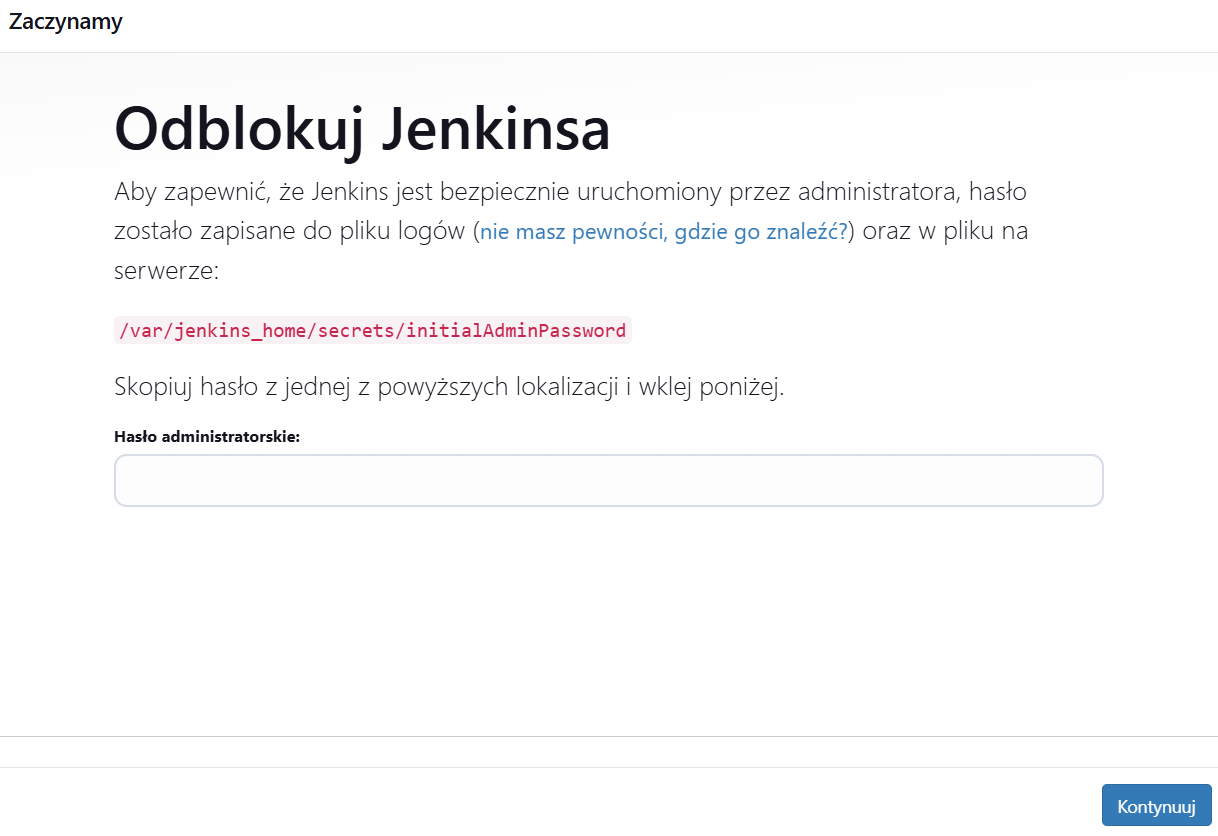 Zaczynamy
Odblokuj Jenkinsa
Aby zapewnić, że Jenkins jest bezpiecznie uruchomiony przez administratora, hasło
zostało zapisane do pliku logów (nie masz pewności, gdzie go znaleźć?) oraz w pliku na
serwerze:
/var/jenkins_home/secrets/initialAdminPassword
Skopiuj hasło z jednej z powyższych lokalizacji i wklej poniżej.
Hasło administratorskie:
Kontynuuj